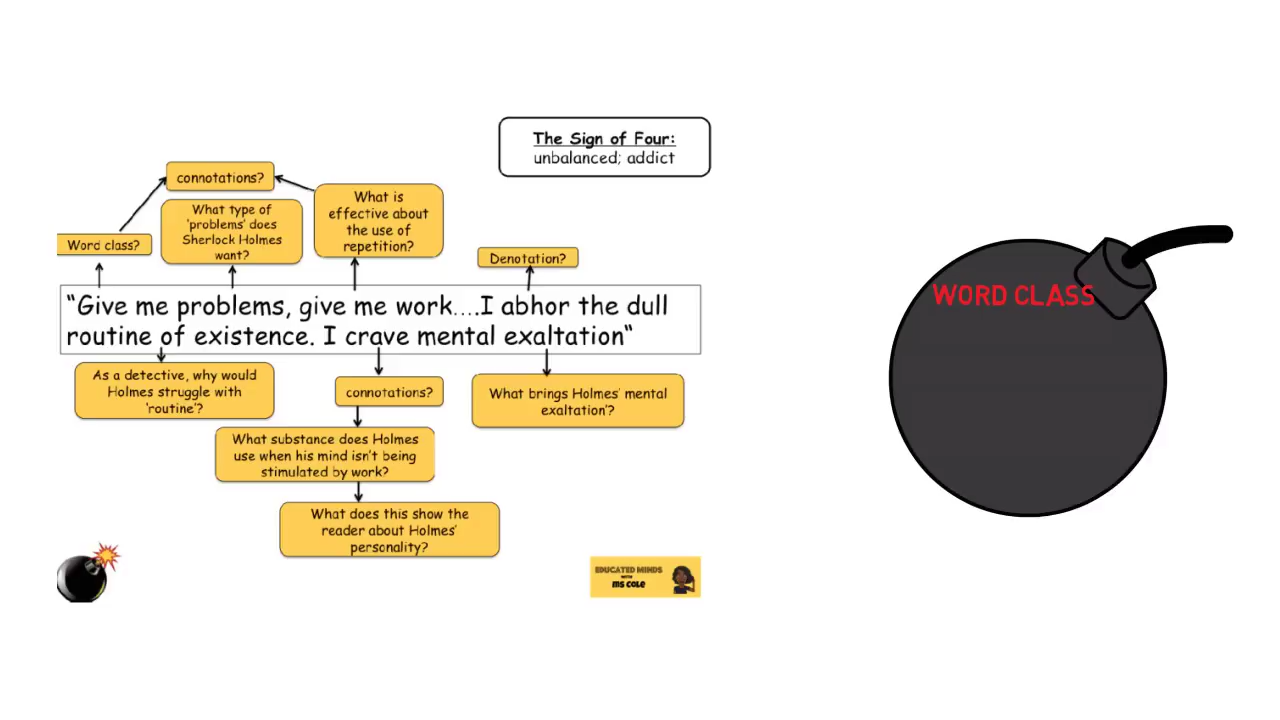 The Sign of Four:
unbalanced; addict
connotations?
What type of
'problems' does
Sherlock Holmes
want?
What is
effective about
the use of
repetition?
Word class?
Denotation?
"Give me problems, give me work....I abhor the dull
routine of existence. I crave mental exaltation"
As a detective, why would
Holmes struggle with
'routine'?
connotations?
What brings Holmes' mental
exaltation'?
What substance does Holmes
use when his mind isn't being
stimulated by work?
What does this show the
reader about Holmes'
personality?
EDUCATED MINDS
WITH
MS COLE
WORD CLASS